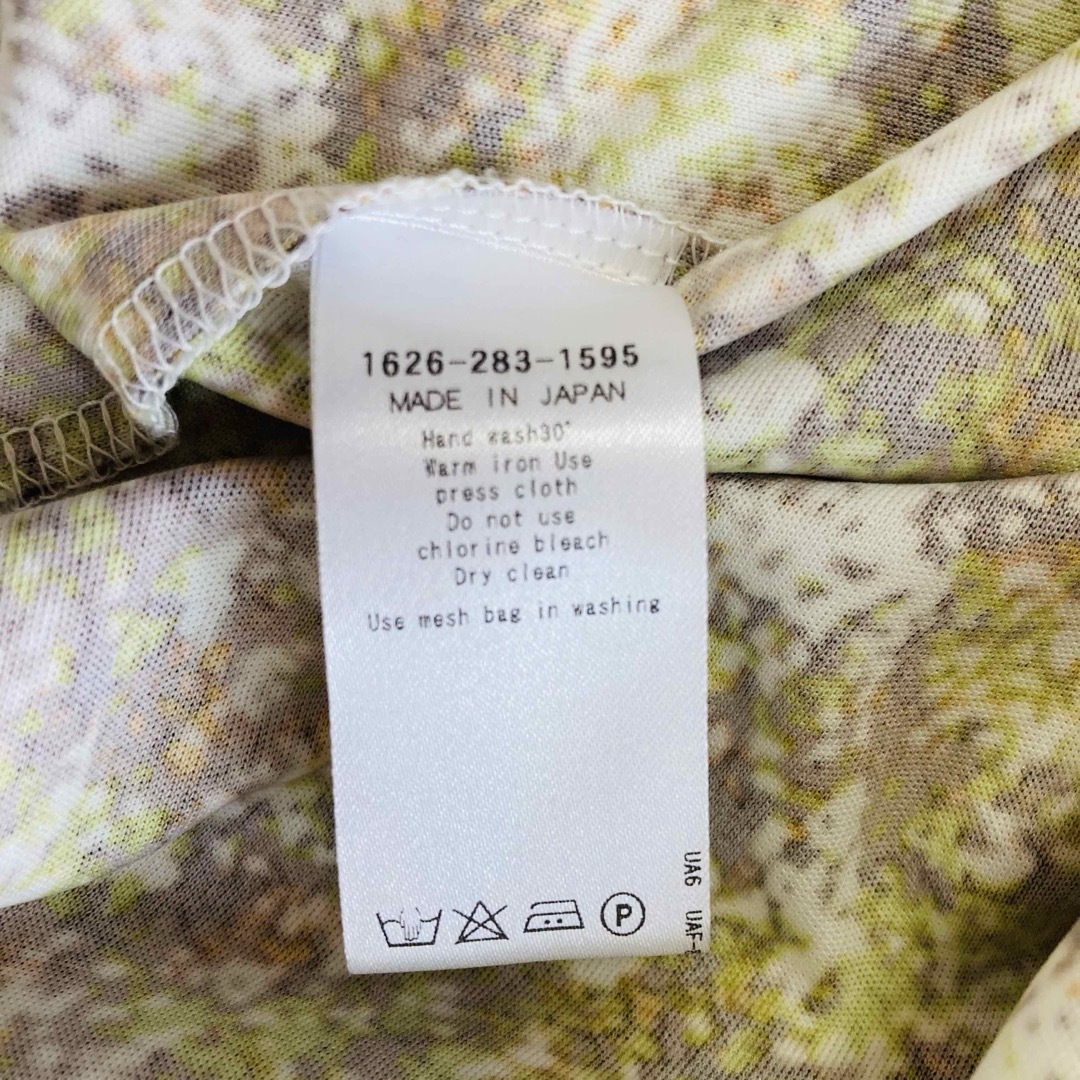 1626-283-1595
MADE IN JAPAN
Hand wash30°
Warm iron Use
press cloth
Do not use
chlorine bleach
Dry clean
Use mesh bag in washing
P
UA6 UAF-